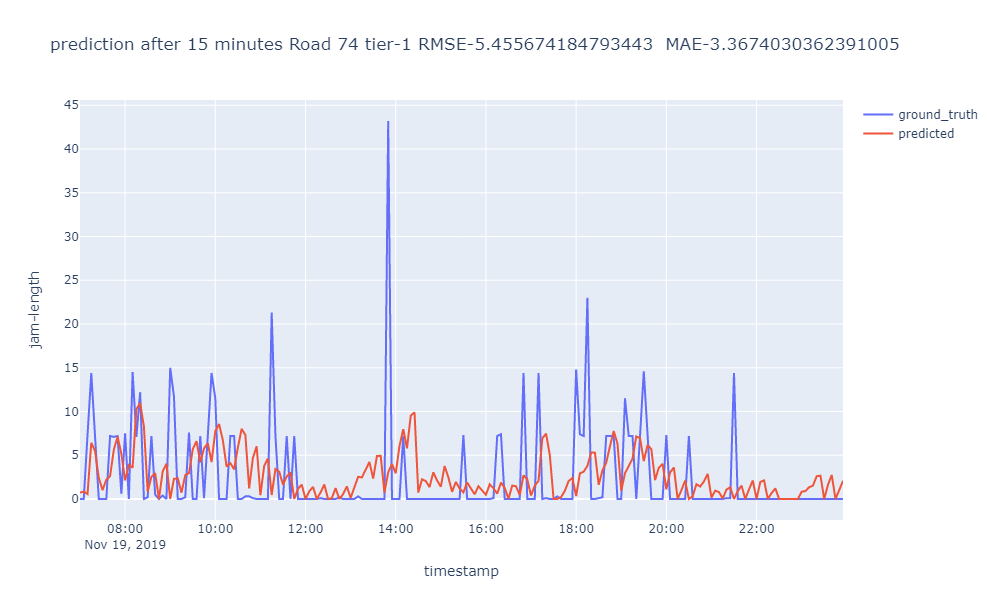 prediction after 15 minutes Road 74 tier-1 RMSE-5.455674184793443  MAE-3.3674030362391005
ground_truth
predicted
jam-length
45
40
35
30
25
20
15
10
5
0
08:00 10:00 12:00 14:00 16:00 18:00 20:00 22:00
Nov 19, 2019
timestamp